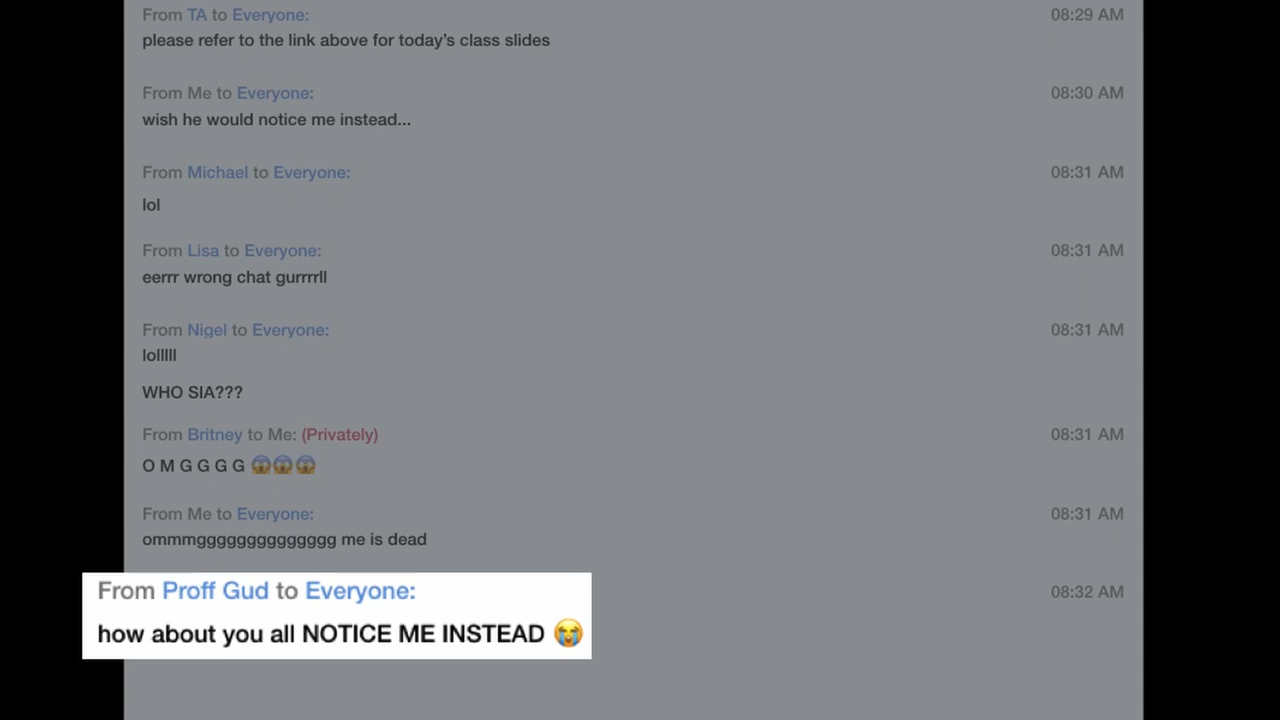 From TA to Everyone: 08:29 AM
please refer to the link above for today's class slides
From Me to Everyone: 08:30 AM
wish he would notice me instead...
From Michael to Everyone: 08:31 AM
lol
From Lisa to Everyone: 08:31 AM
eerrr wrong chat gurrrrll
From Nigel to Everyone: 08:31 AM
lolllll
WHO SIA???
From Britney to Me: (Privately) 08:31 AM
O M G G G G 😱😱😱
From Me to Everyone: 08:31 AM
ommmgggggggggggggg me is dead
From Proff Gud to Everyone: 08:32 AM
how about you all NOTICE ME INSTEAD 😭